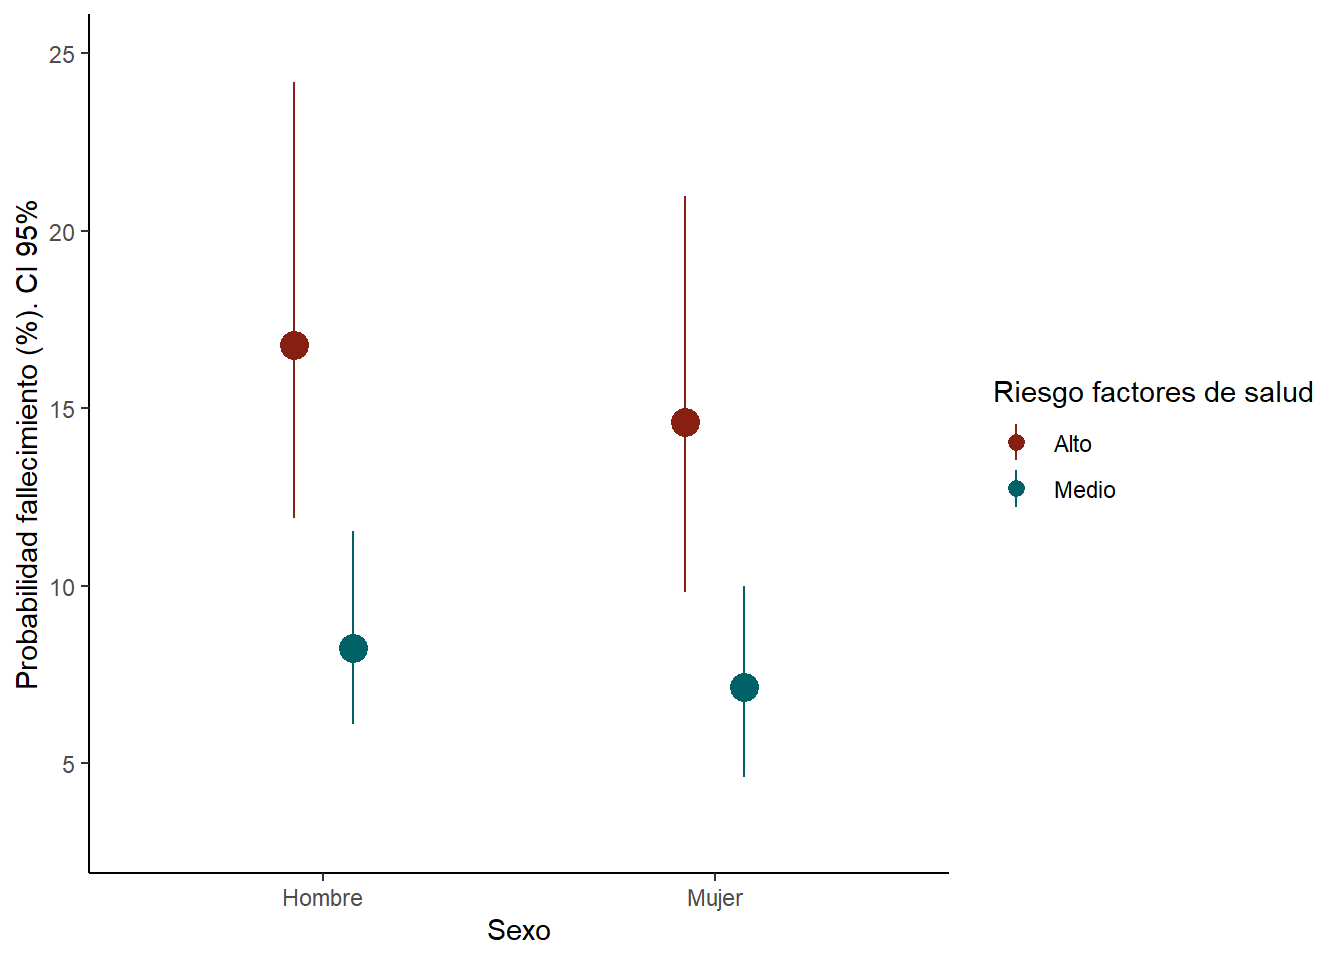 Probabilidad fallecimiento (%). CI 95%
25
20
15
10
5
Hombre
Mujer
Sexo
Riesgo factores de salud
Alto
Medio